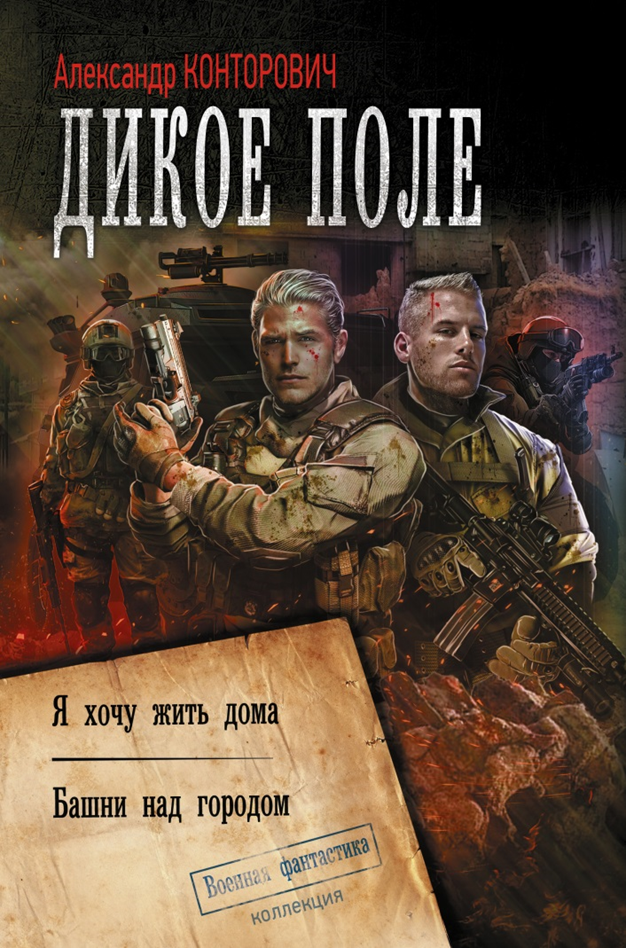 Александр КОНТОРОВИЧ
ДИКОЕ ПОЛЕ
Я хочу жить дома
Башни над городом
Военная фантастика
коллекция